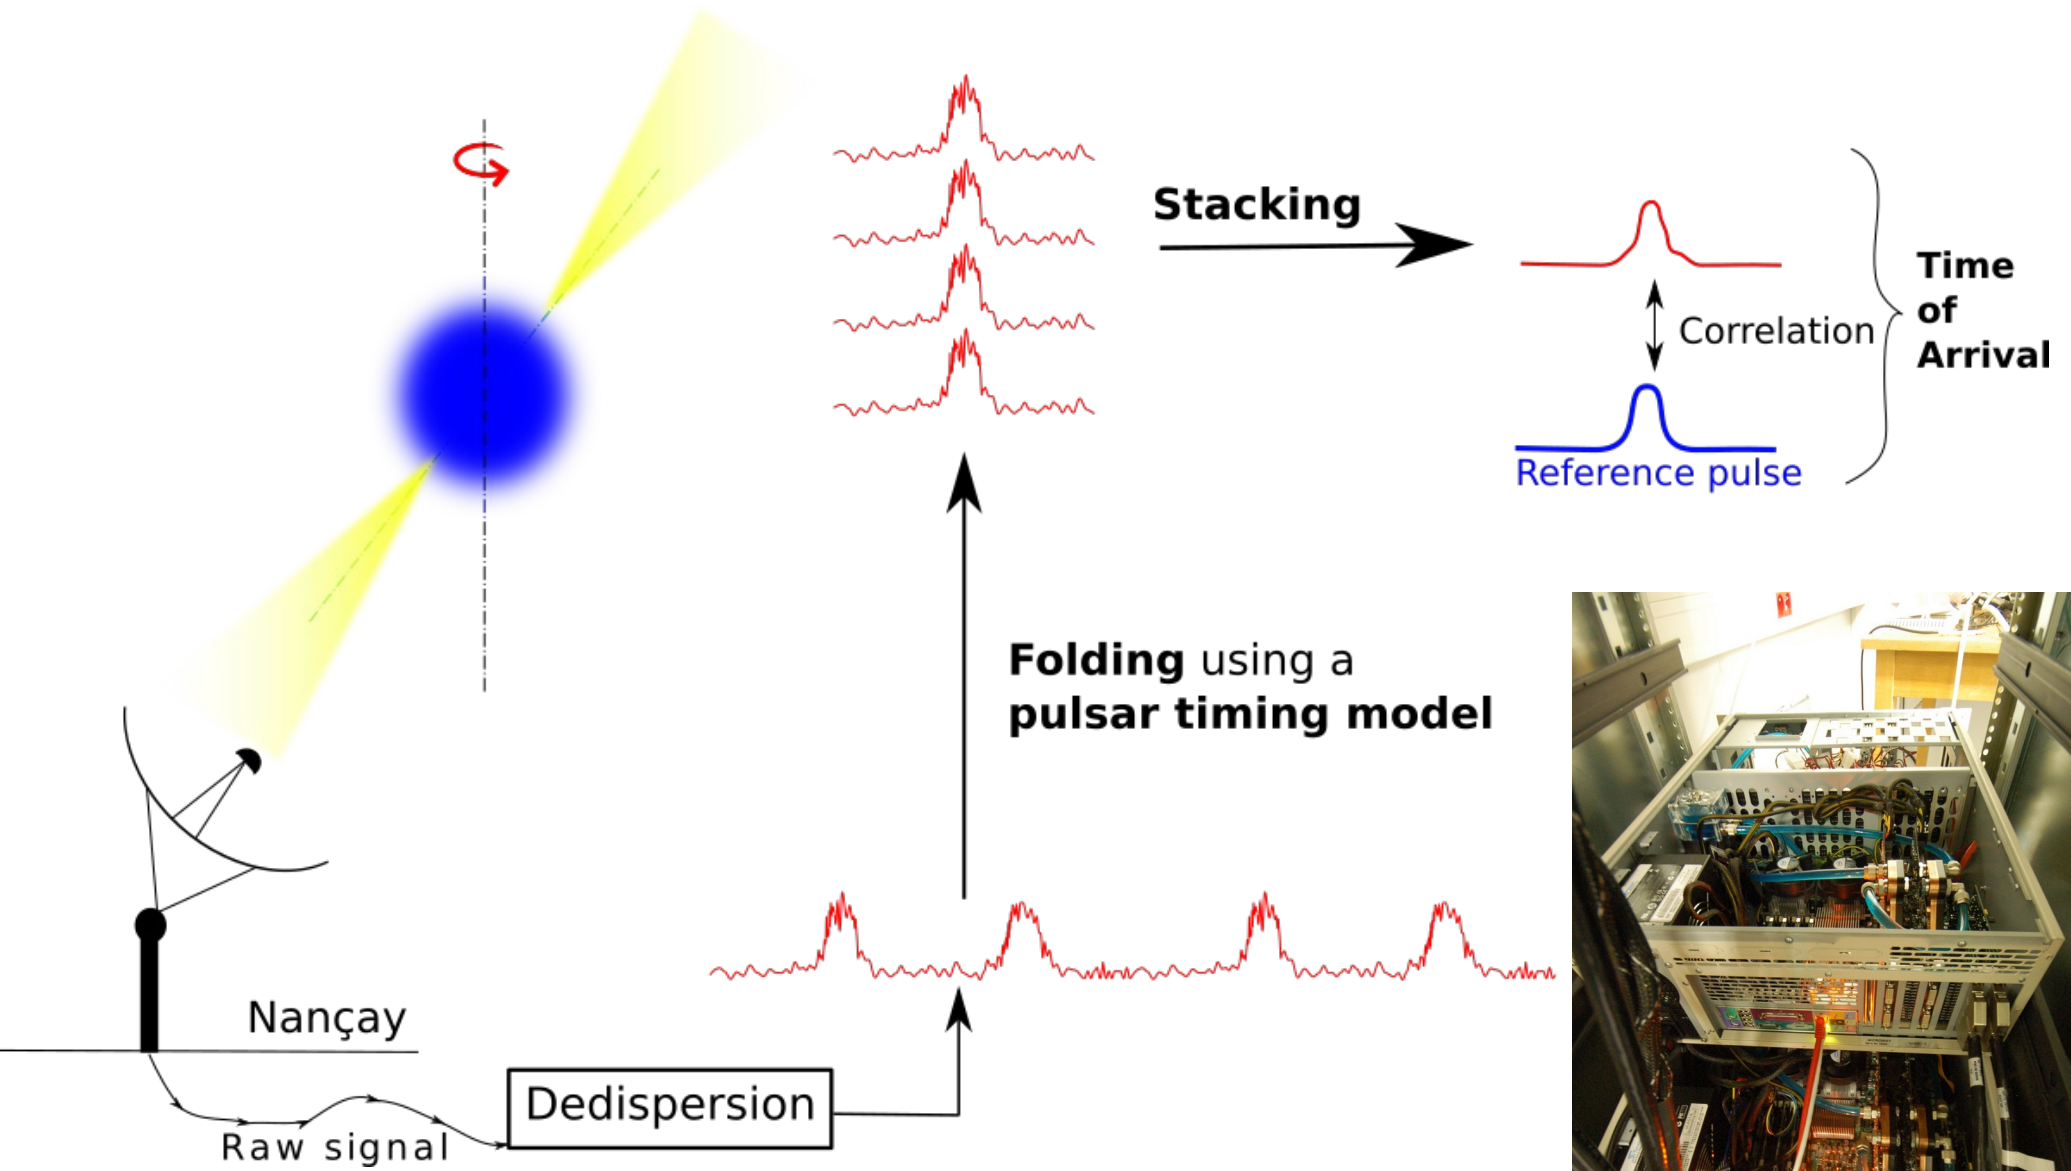 Stacking
Time
of
Arrival
Correlation
Reference pulse
Folding using a
pulsar timing model
Nançay
Raw signal
Dedispersion